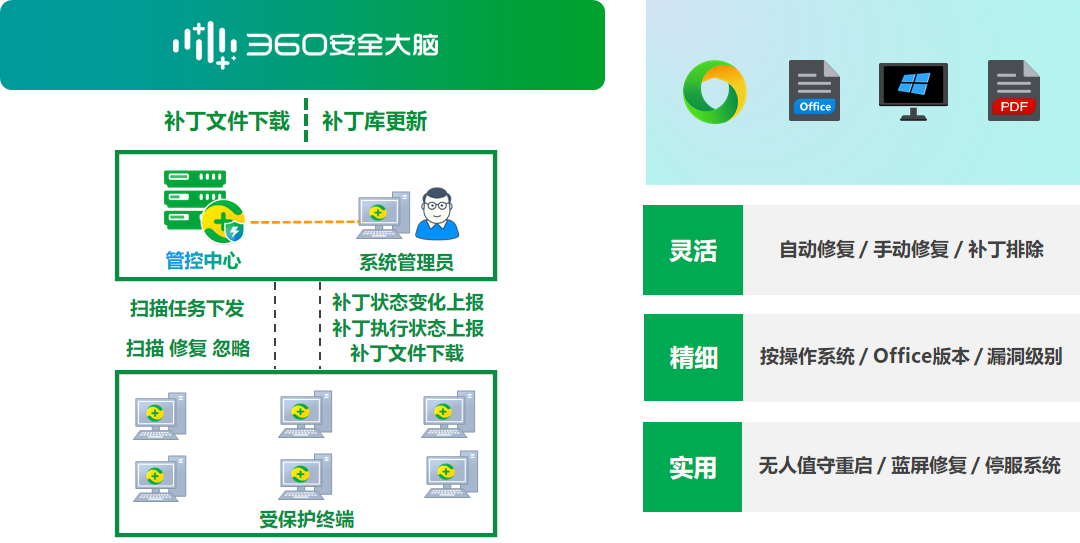 360安全大脑
补丁文件下载
补丁库更新
管控中心
系统管理员
扫描任务下发
扫描 修复 忽略
补丁状态变化上报
补丁执行状态上报
补丁文件下载
受保护终端
Office
PDF
灵活
自动修复 / 手动修复 / 补丁排除
精细
按操作系统 / Office版本 / 漏洞级别
实用
无人值守重启 / 蓝屏修复 / 停服系统